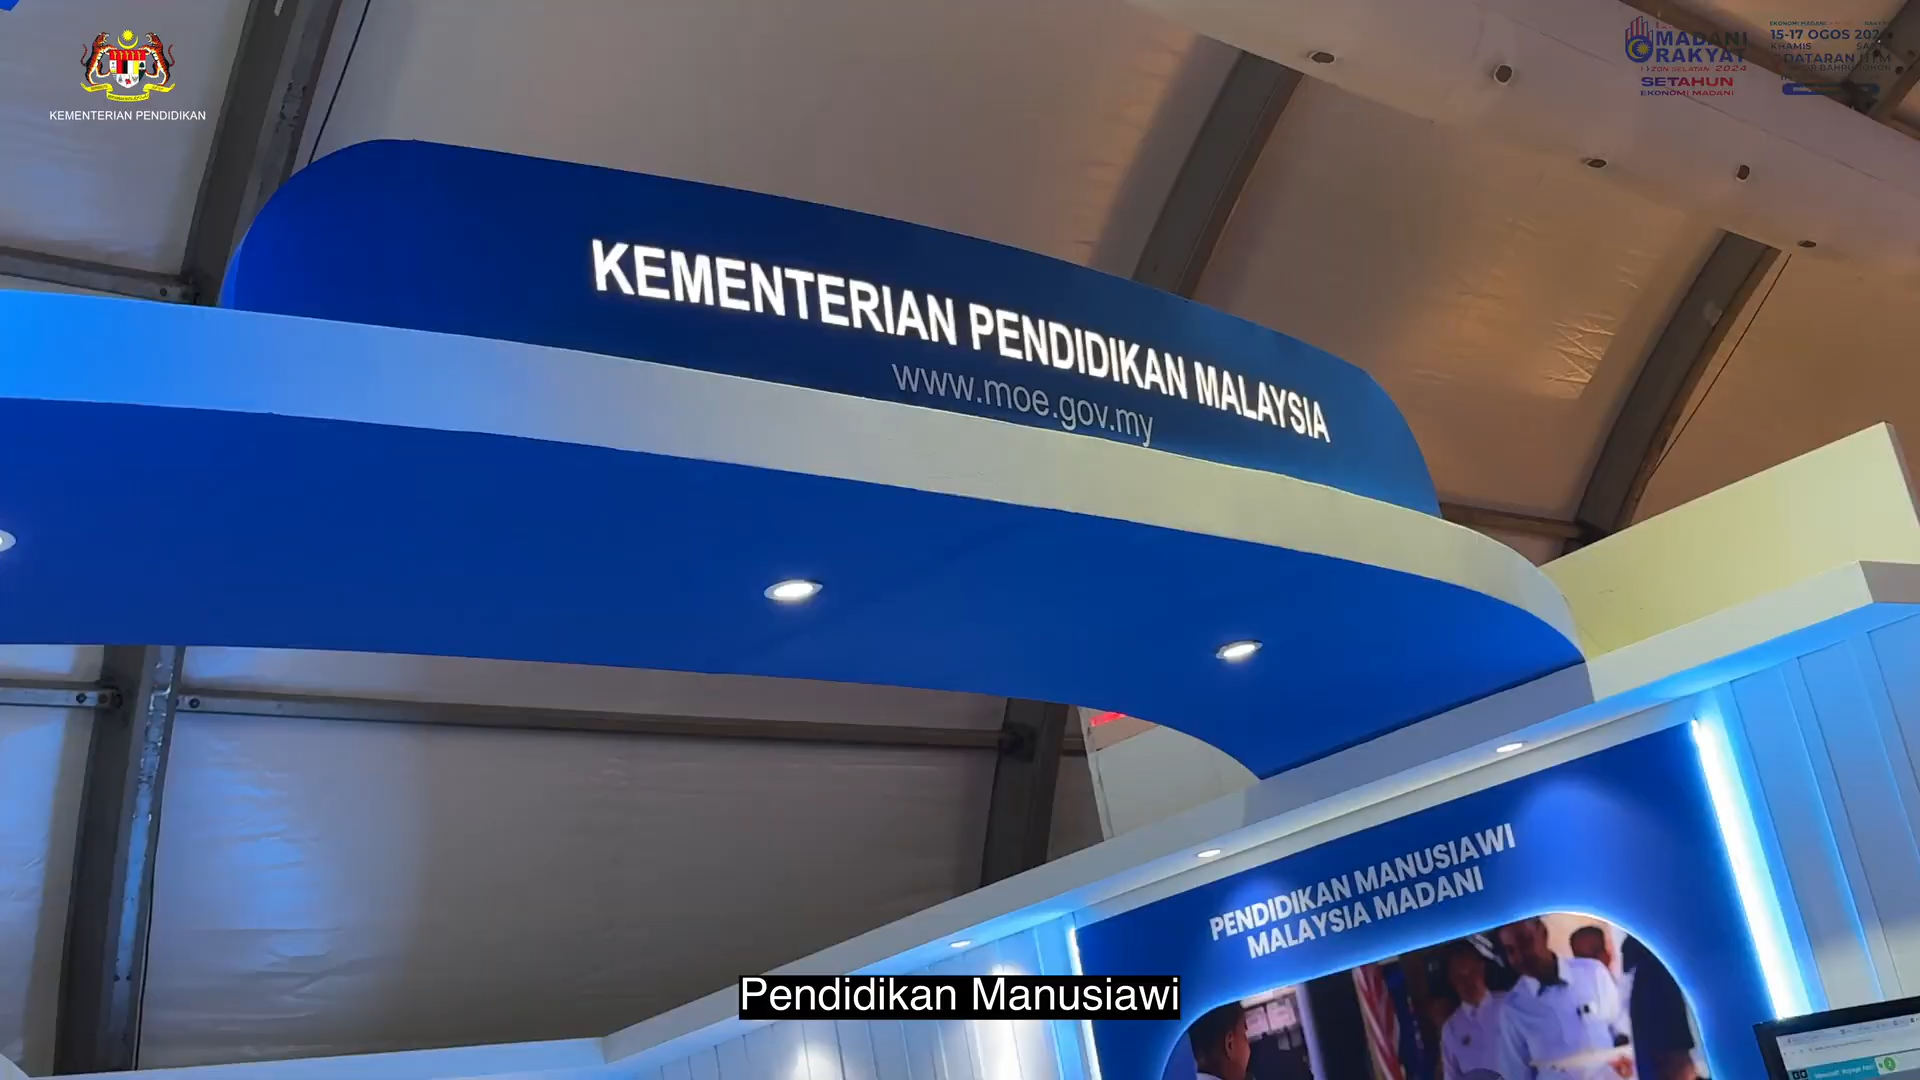 KEMENTERIAN PENDIDIKAN
MADANI
RAKYAT
SETAHUN
EKONOMI MADANI
15-17 OGOS
KHAMIS
DATARAN
KEMENTERIAN PENDIDIKAN MALAYSIA
www.moe.gov.my
PENDIDIKAN MANUSIAWI
MALAYSIA MADANI
Pendidikan Manusiawi